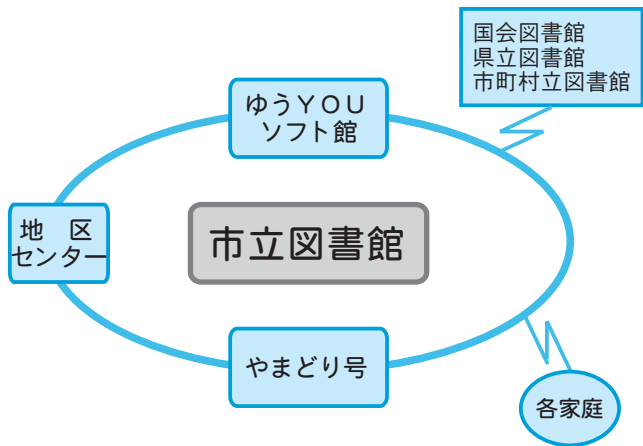 国会図書館
県立図書館
市町村立図書館
ゆうＹＯＵ
ソフト館
地　区
センター
市立図書館
やまどり号
各家庭